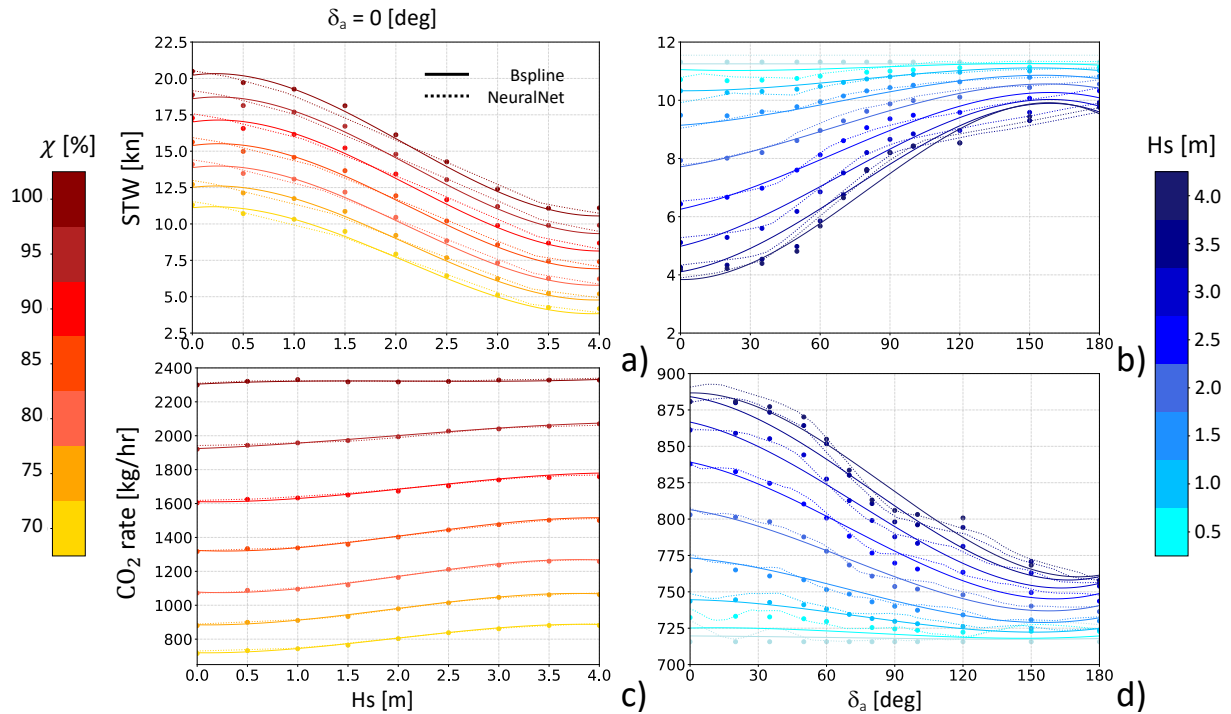 δₐ = 0 [deg]
22.5
20.0
17.5
15.0
12.5
10.0
7.5
5.0
2.5
STW [kn]
Bspline
NeuralNet
0.0 0.5 1.0 1.5 2.0 2.5 3.0 3.5 4.0
a)
12
10
8
6
4
2
0 30 60 90 120 150 180
b)
χ [%]
100
95
90
85
80
75
70
Hs [m]
4.0
3.5
3.0
2.5
2.0
1.5
1.0
0.5
2400
2200
2000
1800
1600
1400
1200
1000
800
CO₂ rate [kg/hr]
0.0 0.5 1.0 1.5 2.0 2.5 3.0 3.5 4.0
Hs [m]
c)
900
875
850
825
800
775
750
725
700
0 30 60 90 120 150 180
δₐ [deg]
d)